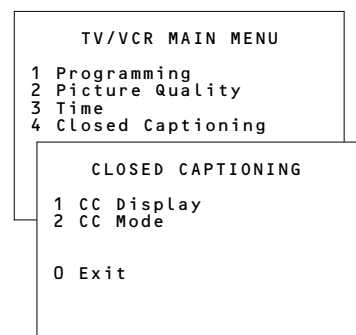 TV/VCR MAIN MENU
1 Programming
2 Picture Quality
3 Time
4 Closed Captioning
CLOSED CAPTIONING
1 CC Display
2 CC Mode
0 Exit